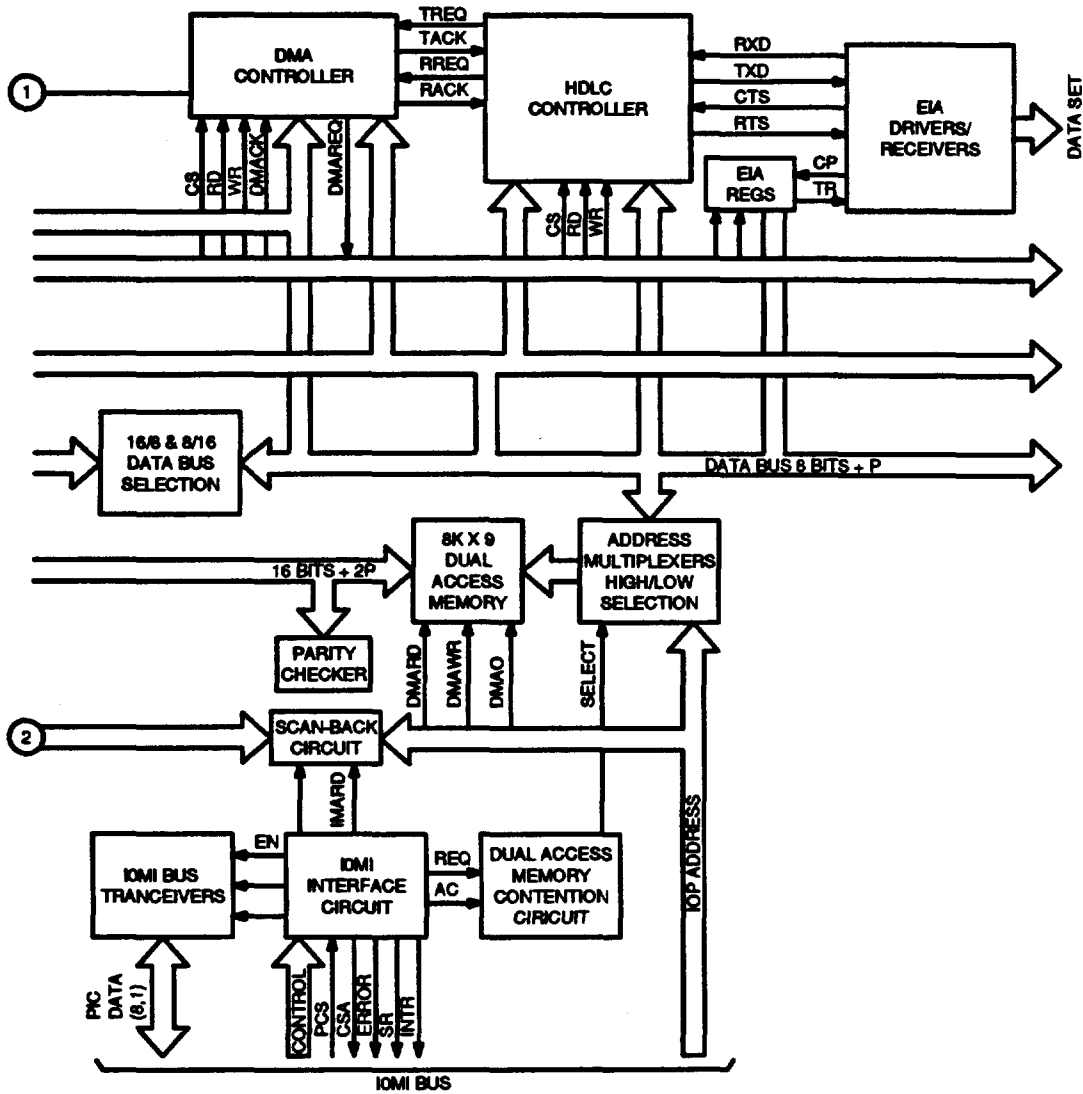 TREQ
TACK
RREQ
RACK
DMA
CONTROLLER
1
HDLC
CONTROLLER
RXD
TXD
CTS
RTS
EIA
DRIVERS/
RECEIVERS
DATA SET
EIA
REGS
CP
TR
CS
RD
WR
DMACK
DMAREQ
CS
RD
WR
16/8 & 8/16
DATA BUS
SELECTION
DATA BUS 8 BITS + P
16 BITS + 2P
8K X 9
DUAL
ACCESS
MEMORY
ADDRESS
MULTIPLEXERS
HIGH/LOW
SELECTION
PARITY
CHECKER
DMARD
DMAWR
DMAO
SELECT
2
SCAN-BACK
CIRCUIT
IMARD
IOP ADDRESS
IOMI BUS
TRANCEIVERS
EN
IOMI
INTERFACE
CIRCUIT
REQ
AC
DUAL ACCESS
MEMORY
CONTENTION
CIRICUIT
PIC
DATA
(8,1)
CONTROL
PCS
CSA
ERROR
SR
INTR
IOMI BUS